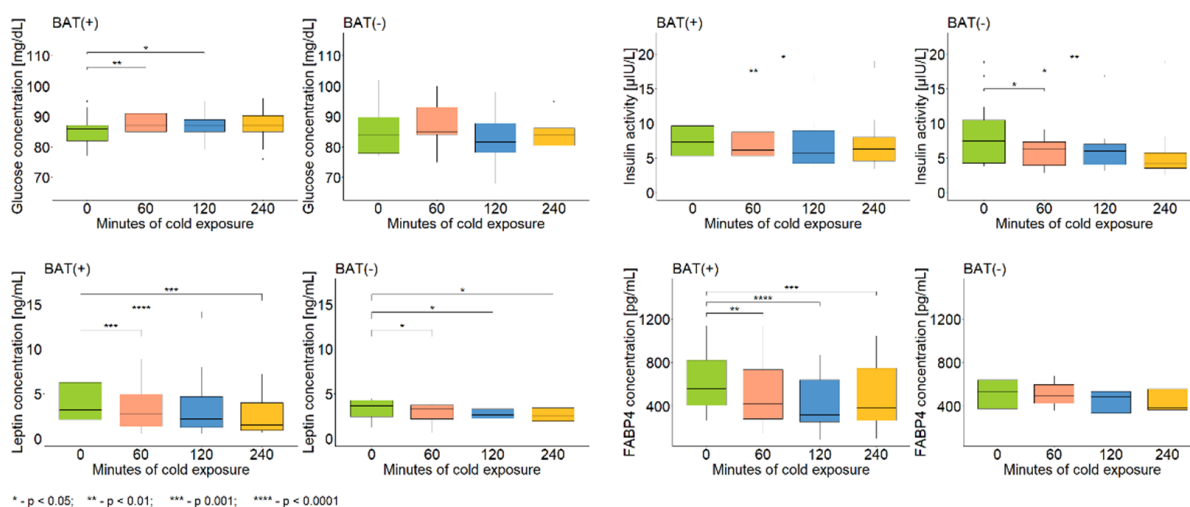 BAT(+)
BAT(-)
Glucose concentration [mg/dL]
110
100
90
80
70
*
**
0 60 120 240
Minutes of cold exposure
Glucose concentration [mg/dL]
110
100
90
80
70
0 60 120 240
Minutes of cold exposure
BAT(+)
BAT(-)
Insulin activity [µIU/L]
20
15
10
5
0
*
**
0 60 120 240
Minutes of cold exposure
Insulin activity [µIU/L]
20
15
10
5
0
**
*
*
0 60 120 240
Minutes of cold exposure
BAT(+)
BAT(-)
Leptin concentration [ng/mL]
15
10
5
0
***
****
***
0 60 120 240
Minutes of cold exposure
Leptin concentration [ng/mL]
15
10
5
0
*
*
*
0 60 120 240
Minutes of cold exposure
BAT(+)
BAT(-)
FABP4 concentration [pg/mL]
1200
800
400
***
****
**
0 60 120 240
Minutes of cold exposure
FABP4 concentration [pg/mL]
1200
800
400
0 60 120 240
Minutes of cold exposure
* - p < 0.05; ** - p < 0.01; *** - p 0.001; **** - p < 0.0001